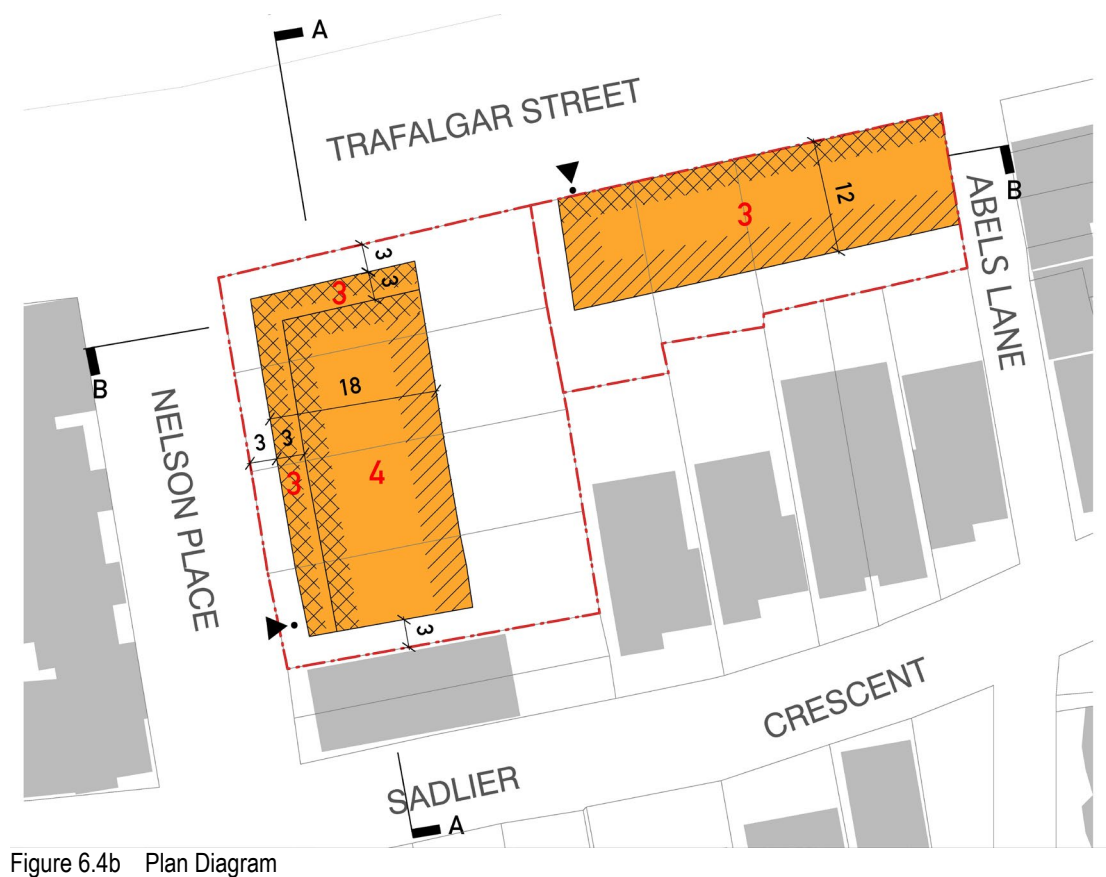 A
TRAFALGAR STREET
B
ABELS LANE
12
3
3
3
3
B
18
NELSON PLACE
3
3
3
4
3
CRESCENT
SADLIER
A
Figure 6.4b Plan Diagram